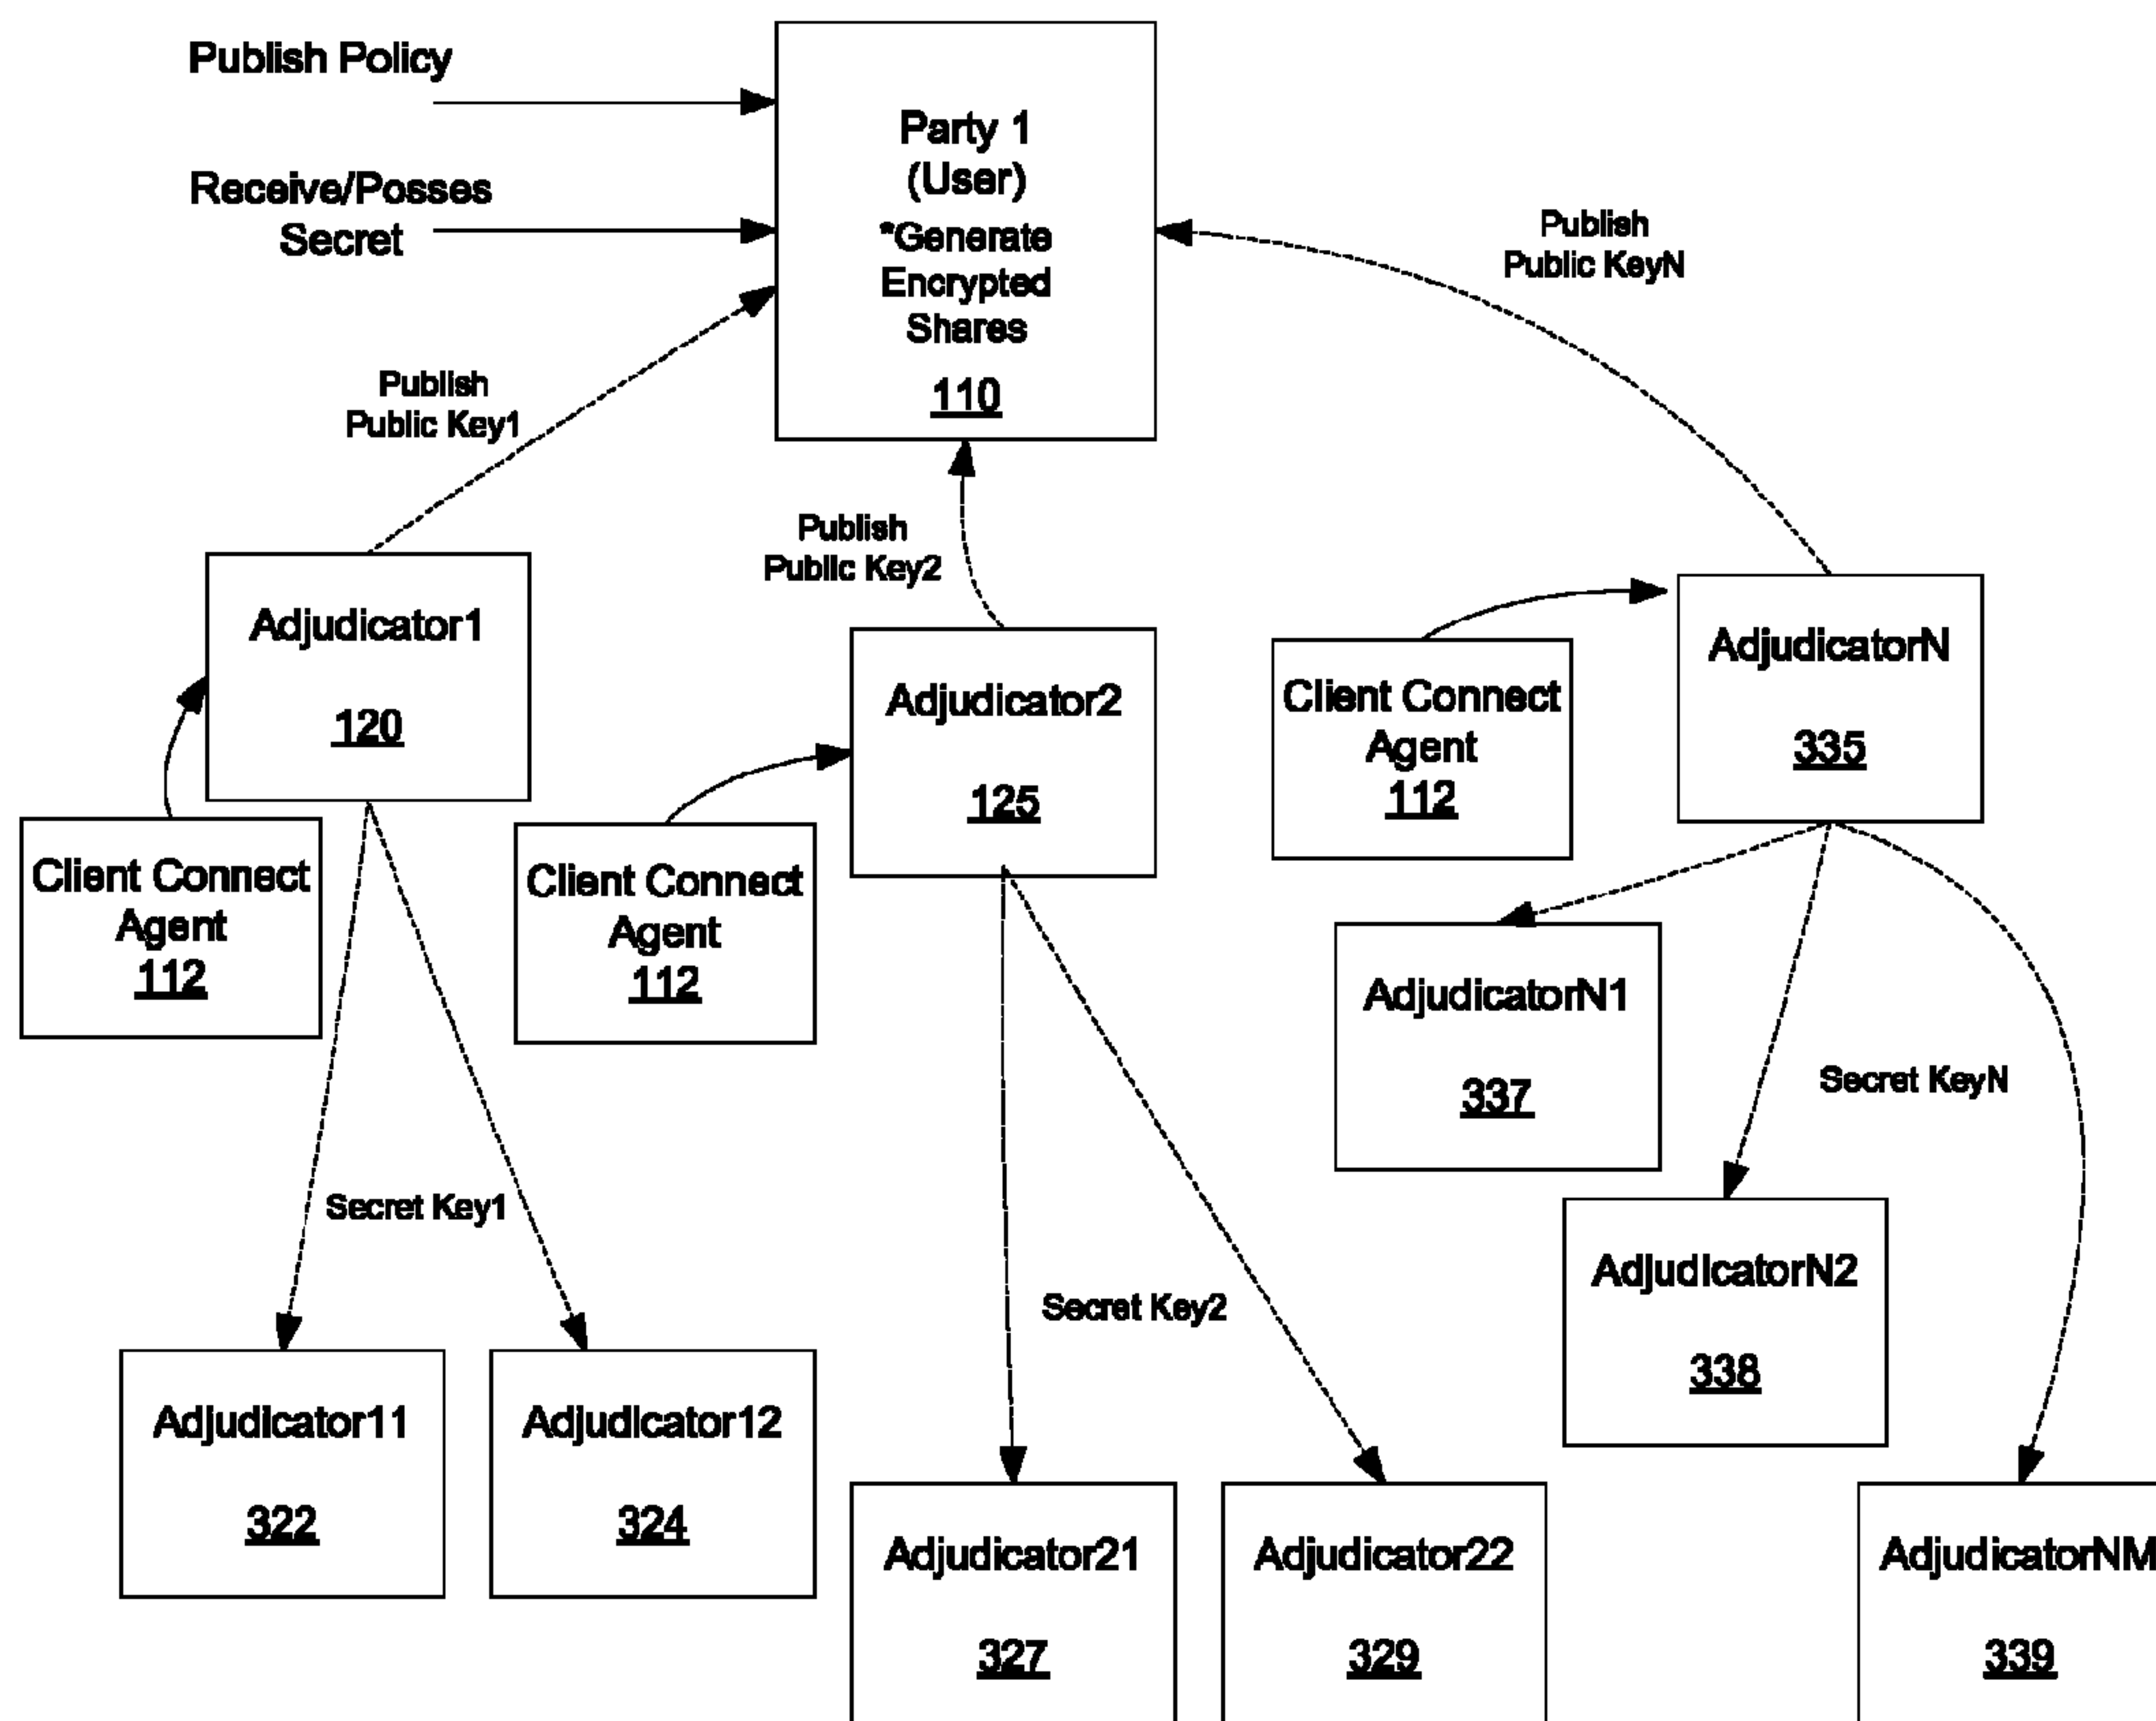 Publish Policy
Receive/Posses
Secret
Party 1
(User)
*Generate
Encrypted
Shares
110
Publish
Public KeyN
Publish
Public Key1
Publish
Public Key2
Adjudicator1
120
Adjudicator2
125
Client Connect
Agent
112
AdjudicatorN
335
Client Connect
Agent
112
Client Connect
Agent
112
AdjudicatorN1
337
Secret KeyN
Secret Key1
AdjudicatorN2
338
Secret Key2
Adjudicator11
322
Adjudicator12
324
Adjudicator21
327
Adjudicator22
329
AdjudicatorNM
339